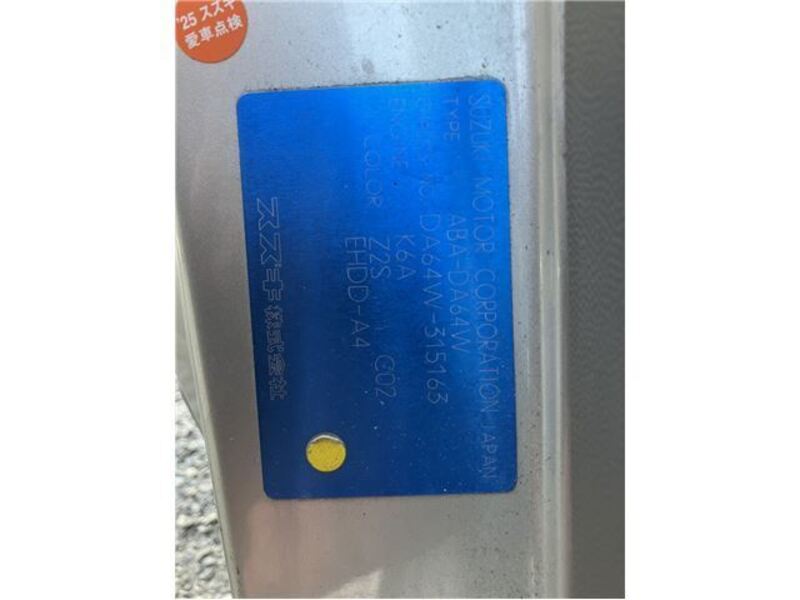 '25 スズキ
愛車点検
SUZUKI MOTOR CORPORATION JAPAN
TYPE ABA-DA64W
DA64W-315163
ENGINE K6A
COLOR Z2S G02
EHDD-A4
スズキ株式会社